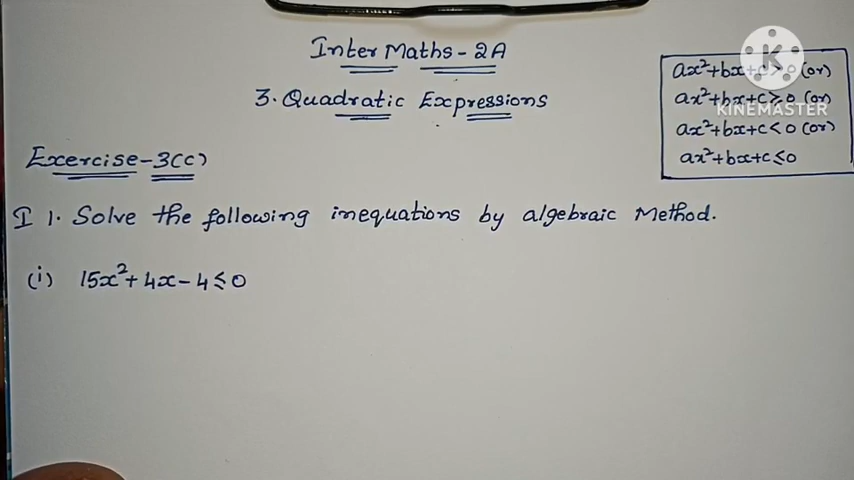 Inter Maths-2A
3. Quadratic Expressions
ax²+bx+c>0 (or)
ax²+bx+c≥0 (or)
KINEMASTER
ax²+bx+c<0 (or)
ax²+bx+c≤0
Exercise-3(c)
I 1. Solve the following inequations by algebraic Method.
(i) 15x²+4x-4≤0